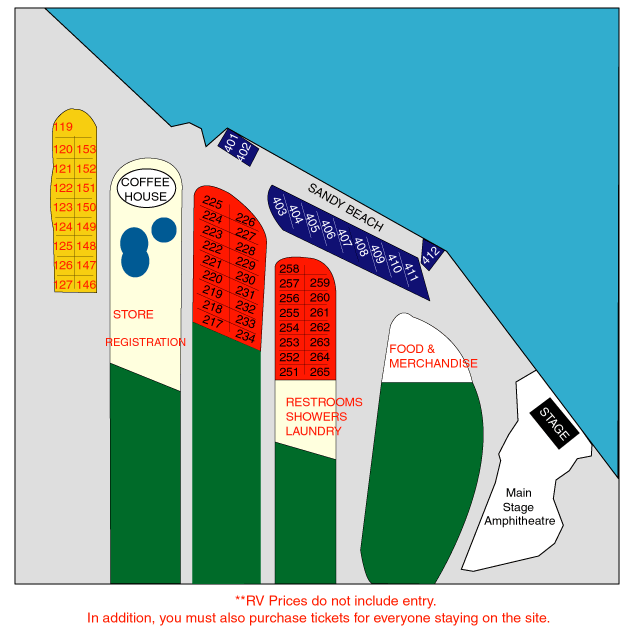 401
402
119
120 153
121 152
122 151
123 150
124 149
125 148
126 147
127 146
COFFEE
HOUSE
STORE
REGISTRATION
225 226
224 227
223 228
222 229
221 230
220 231
219 232
218 233
217 234
SANDY BEACH
403
404
405
406
407
408
409
410
411
412
258
257 259
256 260
255 261
254 262
253 263
252 264
251 265
RESTROOMS
SHOWERS
LAUNDRY
FOOD &
MERCHANDISE
STAGE
Main
Stage
Amphitheatre
**RV Prices do not include entry.
In addition, you must also purchase tickets for everyone staying on the site.